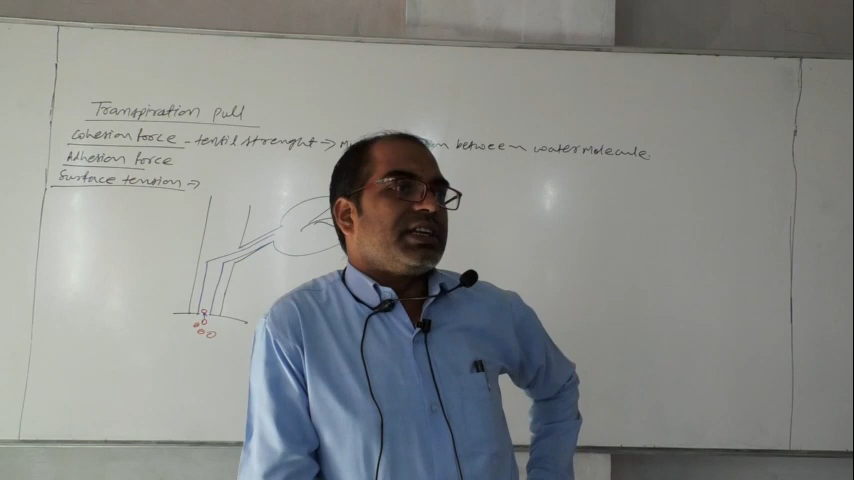 Transpiration pull
Cohesion force - tentil strenght → between water molecule.
Adhesion force
Surface tension →